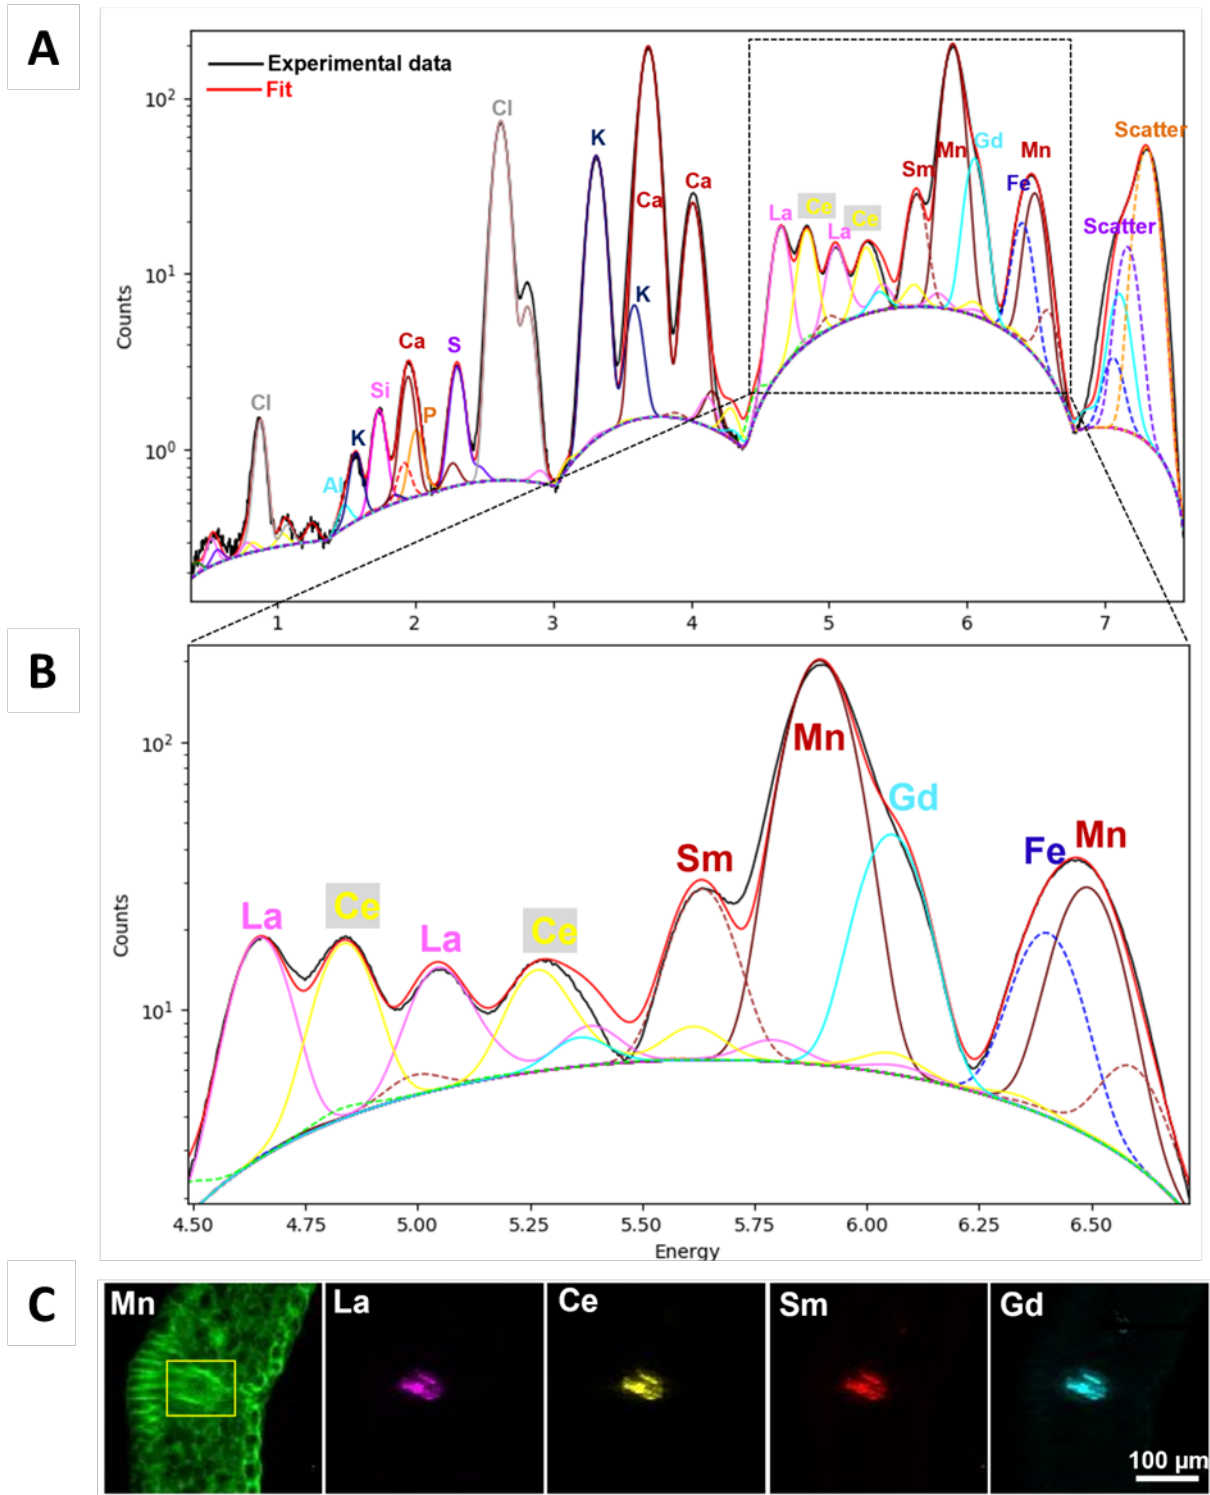 A
Experimental data
Fit
10²
10¹
10⁰
Counts
Cl
Al
K
Si
Ca
P
S
Cl
K
K
Ca
Ca
La
Ce
La
Ce
Sm
Mn
Gd
Fe
Mn
Scatter
Scatter
1 2 3 4 5 6 7
B
10²
10¹
Counts
La
Ce
La
Ce
Sm
Mn
Gd
Fe
Mn
4.50 4.75 5.00 5.25 5.50 5.75 6.00 6.25 6.50
Energy
C
Mn
La
Ce
Sm
Gd
100 µm